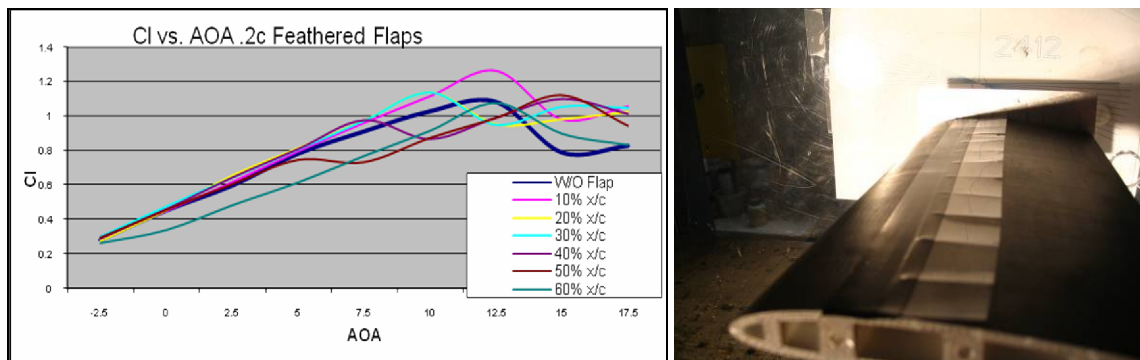 Cl vs. AOA .2c Feathered Flaps
1.4
1.2
1
0.8
0.6
0.4
0.2
0
Cl
-2.5 0 2.5 5 7.5 10 12.5 15 17.5
AOA
W/O Flap
10% x/c
20% x/c
30% x/c
40% x/c
50% x/c
60% x/c
2412